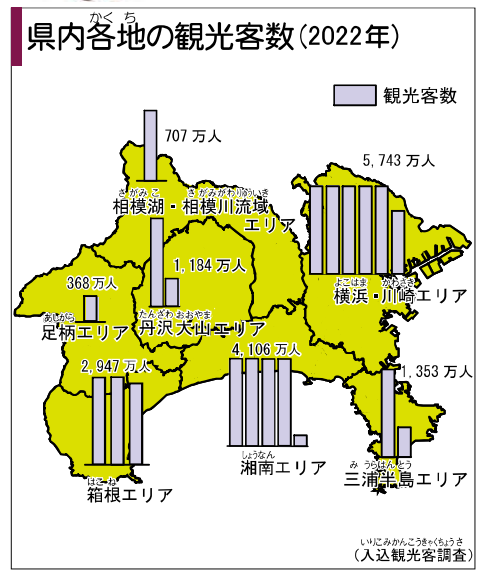 かくち
県内各地の観光客数(2022年)
観光客数
707万人
さがみこ さがみがわりゅういき
相模湖・相模川流域
エリア
5,743万人
よこはま かわさき
横浜・川崎エリア
1,184万人
たんざわおおやま
丹沢大山エリア
368万人
あしがら
足柄エリア
2,947万人
はこね
箱根エリア
4,106万人
しょうなん
湘南エリア
1,353万人
みうらはんとう
三浦半島エリア
いりこみかんこうきゃくちょうさ
(入込観光客調査)